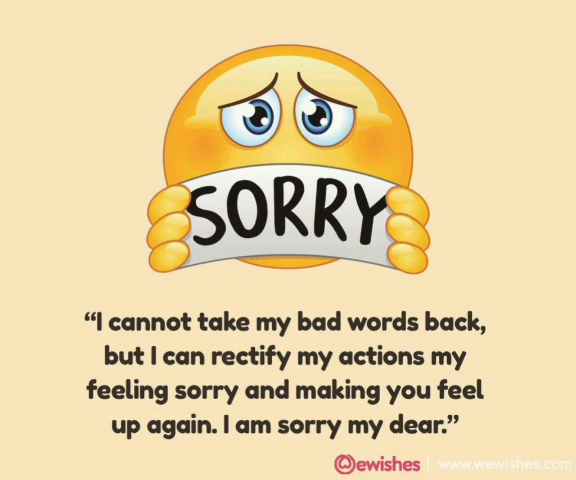 SORRY
“I cannot take my bad words back,
but I can rectify my actions my
feeling sorry and making you feel
up again. I am sorry my dear.”
Wewishes | www.wewishes.com